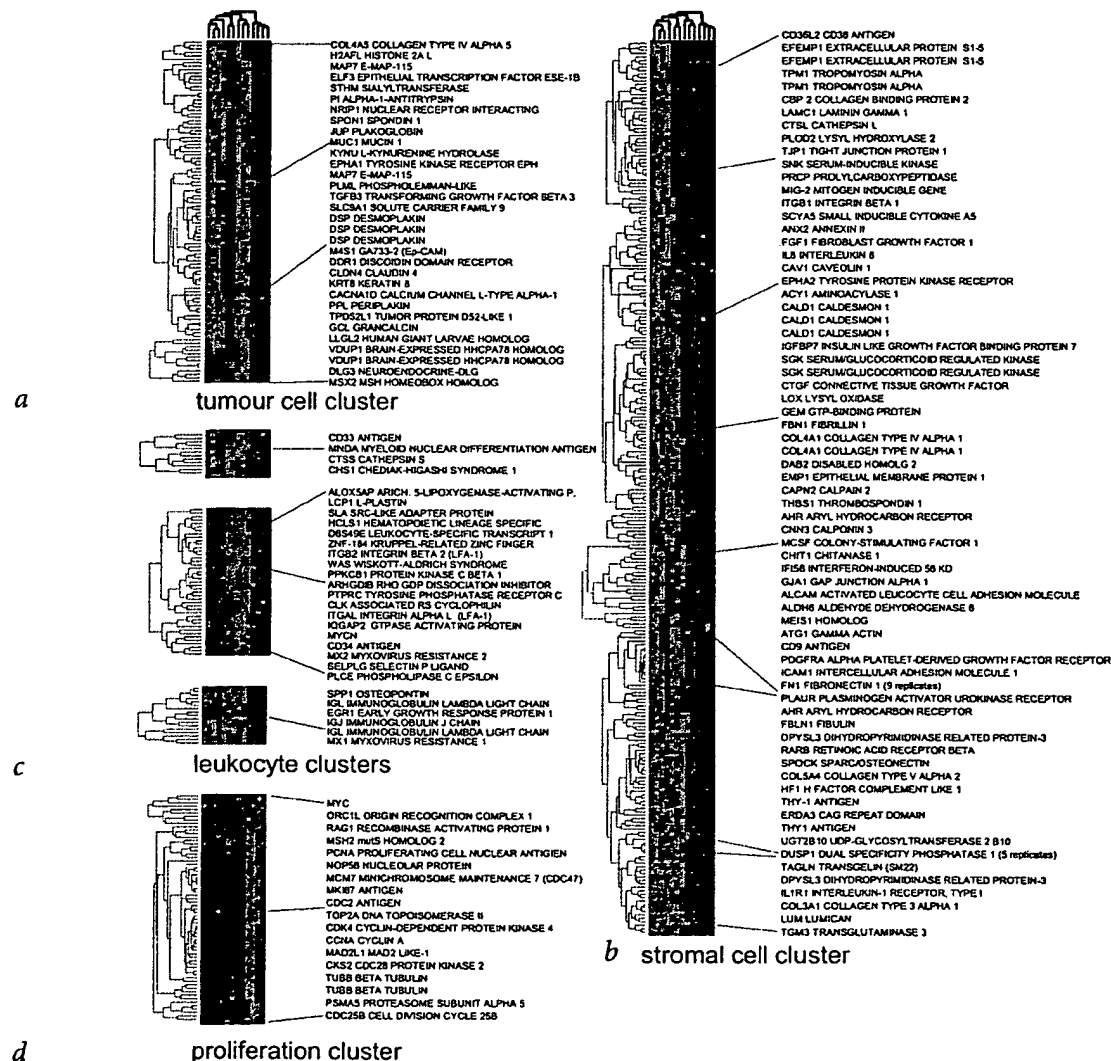 COL4A5 COLLAGEN TYPE IV ALPHA 5
H2AFL HISTONE 2A L
MAP7 E-MAP-115
ELF3 EPITHELIAL TRANSCRIPTION FACTOR ESE-1B
STHM SIALYLTRANSFERASE
PI ALPHA-1-ANTITRYPSIN
NRIP1 NUCLEAR RECEPTOR INTERACTING
SPON1 SPONDIN 1
JUP PLAKOGLOBIN
MUC1 MUCIN 1
KYNU L-KYNURENINE HYDROLASE
EPHA1 TYROSINE KINASE RECEPTOR EPH
MAP7 E-MAP-115
PLML PHOSPHOLEMMAN-LIKE
TGFB3 TRANSFORMING GROWTH FACTOR BETA 3
SLC9A1 SOLUTE CARRIER FAMILY 9
DSP DESMOPLAKIN
DSP DESMOPLAKIN
DSP DESMOPLAKIN
M4S1 GA733-2 (Ep-CAM)
DDR1 DISCOIDIN DOMAIN RECEPTOR
CLDN4 CLAUDIN 4
KRT8 KERATIN 8
CACNA1D CALCIUM CHANNEL L-TYPE ALPHA-1
PPL PERIPLAKIN
TPD52L1 TUMOR PROTEIN D52-LIKE 1
GCL GRANCALCIN
LLGL2 HUMAN GIANT LARVAE HOMOLOG
VDUP1 BRAIN-EXPRESSED HHCPA78 HOMOLOG
VDUP1 BRAIN-EXPRESSED HHCPA78 HOMOLOG
DLG3 NEUROENDOCRINE-DLG
MSX2 MSH HOMEOBOX HOMOLOG
a
tumour cell cluster
CD33 ANTIGEN
MNDA MYELOID NUCLEAR DIFFERENTIATION ANTIGEN
CTSS CATHEPSIN S
CHS1 CHEDIAK-HIGASHI SYNDROME 1
ALOX5AP ARICH. 5-LIPOXYGENASE-ACTIVATING P.
LCP1 L-PLASTIN
SLA SRC-LIKE ADAPTER PROTEIN
HCLS1 HEMATOPOIETIC LINEAGE SPECIFIC
D6S49E LEUKOCYTE-SPECIFIC TRANSCRIPT 1
ZNF-184 KRUPPEL-RELATED ZINC FINGER
ITGB2 INTEGRIN BETA 2 (LFA-1)
WAS WISKOTT-ALDRICH SYNDROME
PPKCB1 PROTEIN KINASE C BETA 1
ARHGDIB RHO GDP DISSOCIATION INHIBITOR
PTPRC TYROSINE PHOSPHATASE RECEPTOR C
CLK ASSOCIATED RS CYCLOPHILIN
ITGAL INTEGRIN ALPHA L (LFA-1)
IQGAP2 GTPASE ACTIVATING PROTEIN
MYCN
CD34 ANTIGEN
MX2 MYXOVIRUS RESISTANCE 2
SELPLG SELECTIN P LIGAND
PLCE PHOSPHOLIPASE C EPSILON
SPP1 OSTEOPONTIN
IGL IMMUNOGLOBULIN LAMBDA LIGHT CHAIN
EGR1 EARLY GROWTH RESPONSE PROTEIN 1
IGJ IMMUNOGLOBULIN J CHAIN
IGL IMMUNOGLOBULIN LAMBDA LIGHT CHAIN
MX1 MYXOVIRUS RESISTANCE 1
c
leukocyte clusters
MYC
ORC1L ORIGIN RECOGNITION COMPLEX 1
RAG1 RECOMBINASE ACTIVATING PROTEIN 1
MSH2 mutS HOMOLOG 2
PCNA PROLIFERATING CELL NUCLEAR ANTIGIEN
NOP56 NUCLEOLAR PROTEIN
MCM7 MINICHROMOSOME MAINTENANCE 7 (CDC47)
MKI67 ANTIGEN
CDC2 ANTIGEN
TOP2A DNA TOPOISOMERASE II
CDK4 CYCLIN-DEPENDENT PROTEIN KINASE 4
CCNA CYCLIN A
MAD2L1 MAD2 LIKE-1
CKS2 CDC28 PROTEIN KINASE 2
TUBB BETA TUBULIN
TUBB BETA TUBULIN
PSMA5 PROTEASOME SUBUNIT ALPHA 5
CDC25B CELL DIVISION CYCLE 25B
d
proliferation cluster
CD36L2 CD36 ANTIGEN
EFEMP1 EXTRACELLULAR PROTEIN S1-5
EFEMP1 EXTRACELLULAR PROTEIN S1-5
TPM1 TROPOMYOSIN ALPHA
TPM1 TROPOMYOSIN ALPHA
CBP 2 COLLAGEN BINDING PROTEIN 2
LAMC1 LAMININ GAMMA 1
CTSL CATHEPSIN L
PLOD2 LYSYL HYDROXYLASE 2
TJP1 TIGHT JUNCTION PROTEIN 1
SNK SERUM-INDUCIBLE KINASE
PRCP PROLYLCARBOXYPEPTIDASE
MIG-2 MITOGEN INDUCIBLE GENE
ITGB1 INTEGRIN BETA 1
SCYA5 SMALL INDUCIBLE CYTOKINE A5
ANX2 ANNEXIN II
FGF1 FIBROBLAST GROWTH FACTOR 1
IL6 INTERLEUKIN 6
CAV1 CAVEOLIN 1
EPHA2 TYROSINE PROTEIN KINASE RECEPTOR
ACY1 AMINOACYLASE 1
CALD1 CALDESMON 1
CALD1 CALDESMON 1
CALD1 CALDESMON 1
IGFBP7 INSULIN LIKE GROWTH FACTOR BINDING PROTEIN 7
SGK SERUM/GLUCOCORTICOID REGULATED KINASE
SGK SERUM/GLUCOCORTICOID REGULATED KINASE
CTGF CONNECTIVE TISSUE GROWTH FACTOR
LOX LYSYL OXIDASE
GEM GTP-BINDING PROTEIN
FBN1 FIBRILLIN 1
COL4A1 COLLAGEN TYPE IV ALPHA 1
COL4A1 COLLAGEN TYPE IV ALPHA 1
DAB2 DISABLED HOMOLG 2
EMP1 EPITHELIAL MEMBRANE PROTEIN 1
CAPN2 CALPAIN 2
THBS1 THROMBOSPONDIN 1
AHR ARYL HYDROCARBON RECEPTOR
CNN3 CALPONIN 3
MCSF COLONY-STIMULATING FACTOR 1
CHIT1 CHITANASE 1
IFI56 INTERFERON-INDUCED 56 KD
GJA1 GAP JUNCTION ALPHA 1
ALCAM ACTIVATED LEUCOCYTE CELL ADHESION MOLECULE
ALDH6 ALDEHYDE DEHYDROGENASE 6
MEIS1 HOMOLOG
ATG1 GAMMA ACTIN
CD9 ANTIGEN
PDGFRA ALPHA PLATELET-DERIVED GROWTH FACTOR RECEPTOR
ICAM1 INTERCELLULAR ADHESION MOLECULE 1
FN1 FIBRONECTIN 1 (9 replicates)
PLAUR PLASMINOGEN ACTIVATOR UROKINASE RECEPTOR
AHR ARYL HYDROCARBON RECEPTOR
FBLN1 FIBULIN
DPYSL3 DIHYDROPYRIMIDINASE RELATED PROTEIN-3
RARB RETINOIC ACID RECEPTOR BETA
SPOCK SPARC/OSTEONECTIN
COL5A4 COLLAGEN TYPE V ALPHA 2
HF1 H FACTOR COMPLEMENT LIKE 1
THY-1 ANTIGEN
ERDA3 CAG REPEAT DOMAIN
THY1 ANTIGEN
UGT2B10 UDP-GLYCOSYLTRANSFERASE 2 B10
DUSP1 DUAL SPECIFICITY PHOSPHATASE 1 (5 replicates)
TAGLN TRANSGELIN (SM22)
DPYSL3 DIHYDROPYRIMIDINASE RELATED PROTEIN-3
IL1R1 INTERLEUKIN-1 RECEPTOR, TYPE I
COL3A1 COLLAGEN TYPE 3 ALPHA 1
LUM LUMICAN
TGM3 TRANSGLUTAMINASE 3
b stromal cell cluster